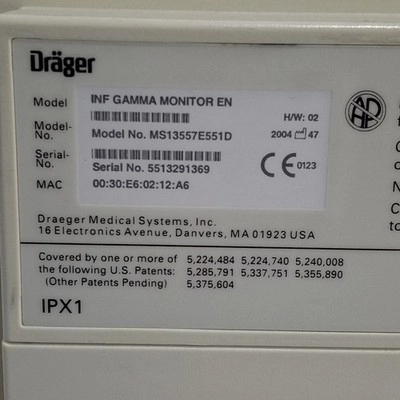 Dräger
Model INF GAMMA MONITOR EN H/W: 02
Model-No. Model No. MS13557E551D 2004 47
Serial-No. Serial No. 5513291369 CE 0123
MAC 00:30:E6:02:12:A6
ADHF
Draeger Medical Systems, Inc.
16 Electronics Avenue, Danvers, MA 01923 USA
Covered by one or more of 5,224,484 5,224,740 5,240,008
the following U.S. Patents: 5,285,791 5,337,751 5,355,890
(Other Patents Pending) 5,375,604
IPX1